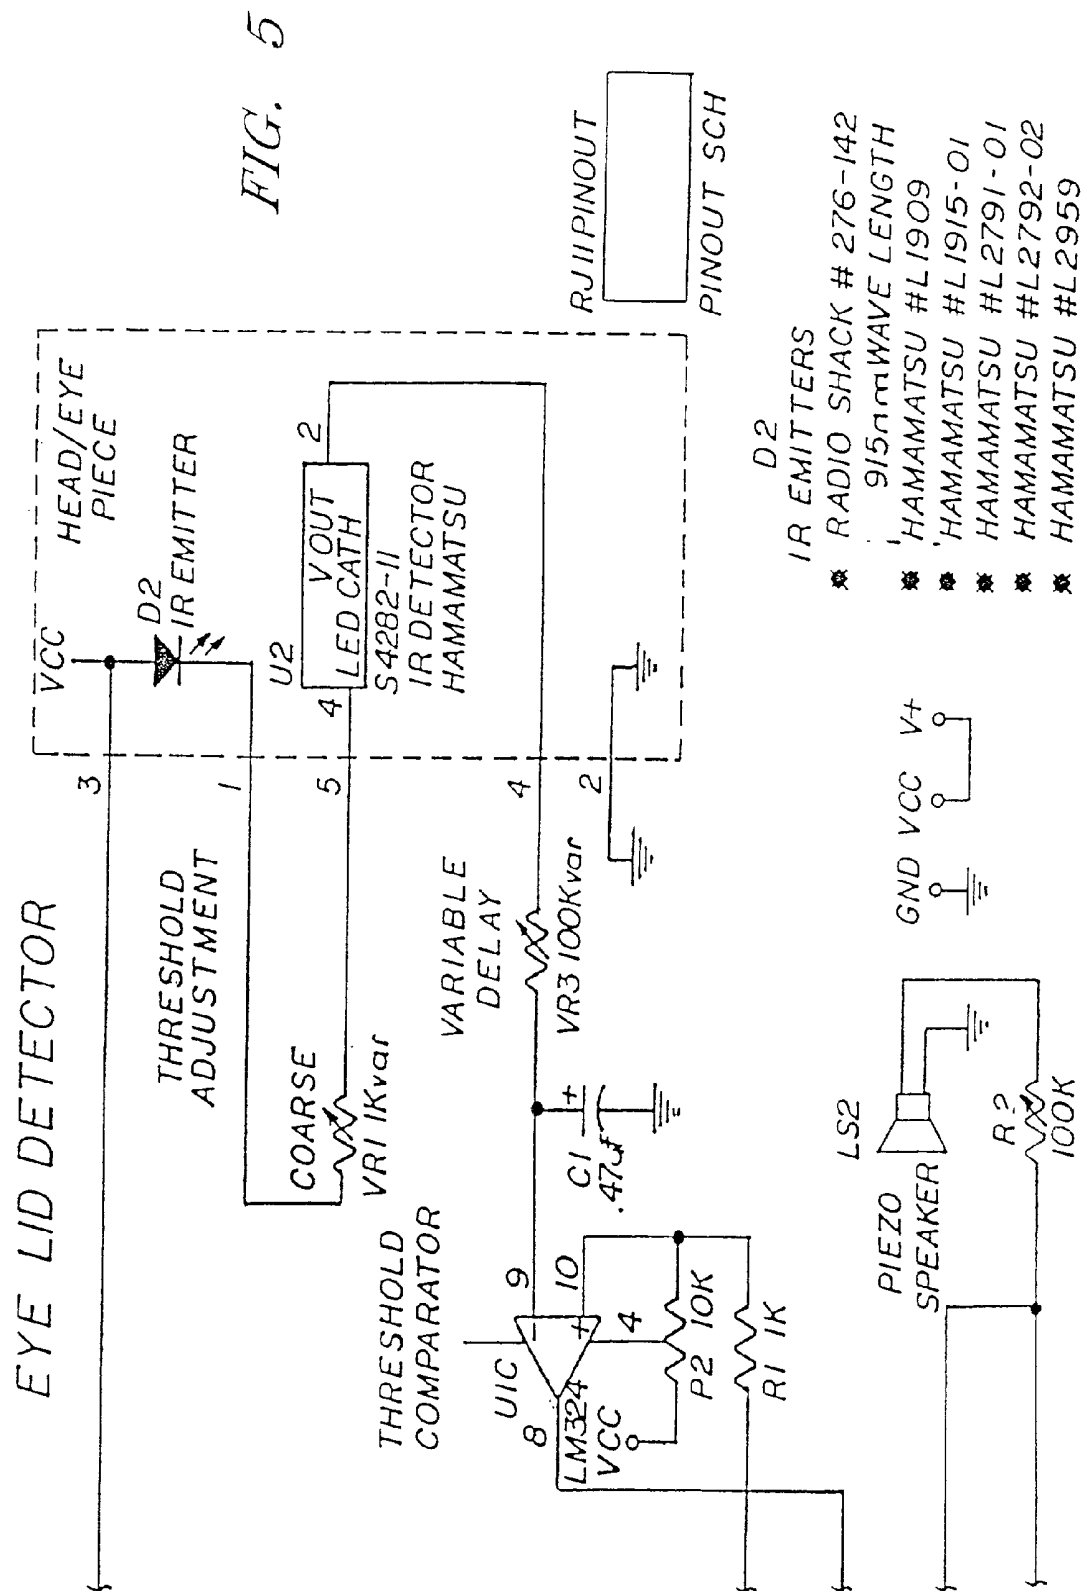 EYE LID DETECTOR
FIG. 5
3
VCC
HEAD/EYE
PIECE
D2
IR EMITTER
THRESHOLD
ADJUSTMENT
1
U2
4
V OUT
LED CATH
2
S4282-11
IR DETECTOR
HAMAMATSU
COARSE
VR1 1Kvar
5
THRESHOLD
COMPARATOR
VARIABLE
DELAY
4
VR3 100Kvar
2
U1C
9
10
8
4
LM324
VCC
C1
+
.47uf
P2 10K
R1 1K
RJ11PINOUT
PINOUT SCH
LS2
PIEZO
SPEAKER
R?
100K
GND VCC V+
D2
IR EMITTERS
※ RADIO SHACK # 276-142
915nmWAVE LENGTH
※ 'HAMAMATSU #L1909
※ 'HAMAMATSU #L1915-01
※ HAMAMATSU #L2791-01
※ HAMAMATSU #L2792-02
※ HAMAMATSU #L2959